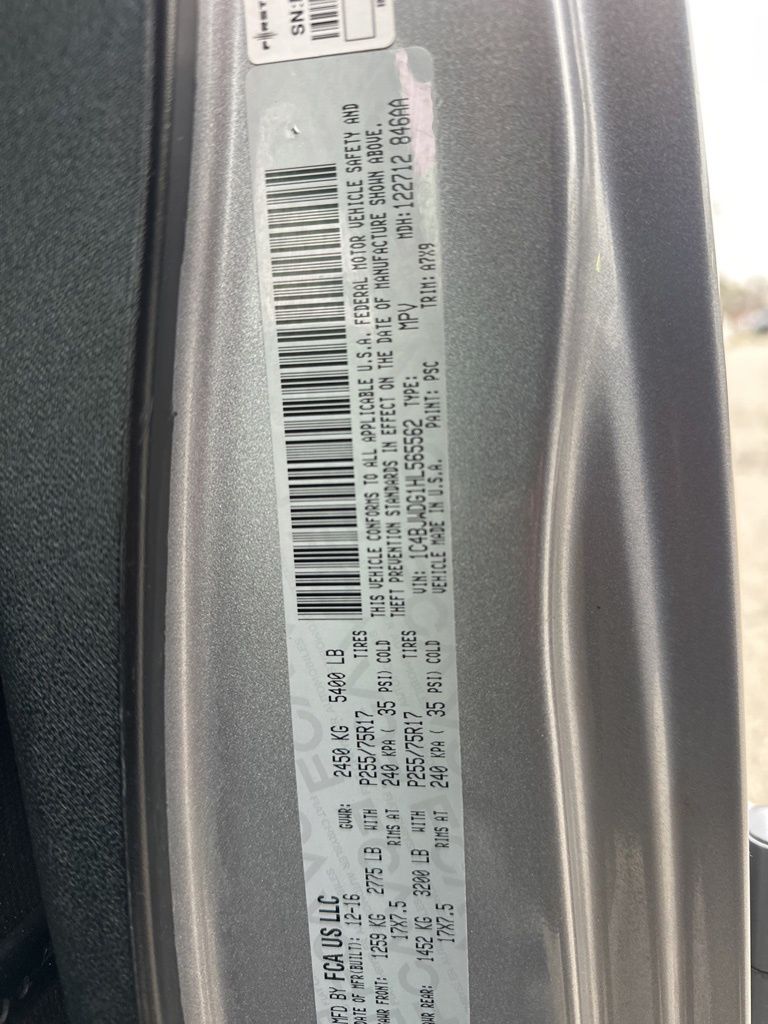 MFD BY FCA US LLC
DATE OF MFR(BUILT): 12-16 GVWR: 2450 KG 5400 LB
GAWR FRONT: 1259 KG 2775 LB WITH P255/75R17 TIRES
17X7.5 RIMS AT 240 KPA ( 35 PSI) COLD
GAWR REAR: 1452 KG 3200 LB WITH P255/75R17 TIRES
17X7.5 RIMS AT 240 KPA ( 35 PSI) COLD
THIS VEHICLE CONFORMS TO ALL APPLICABLE U.S.A. FEDERAL MOTOR VEHICLE SAFETY AND
THEFT PREVENTION STANDARDS IN EFFECT ON THE DATE OF MANUFACTURE SHOWN ABOVE.
VIN: 1C4BJWDG1HL565562 TYPE: MPV MDH:122712 846AA
VEHICLE MADE IN U.S.A. PAINT: PSC TRIM: A7X9
SN: